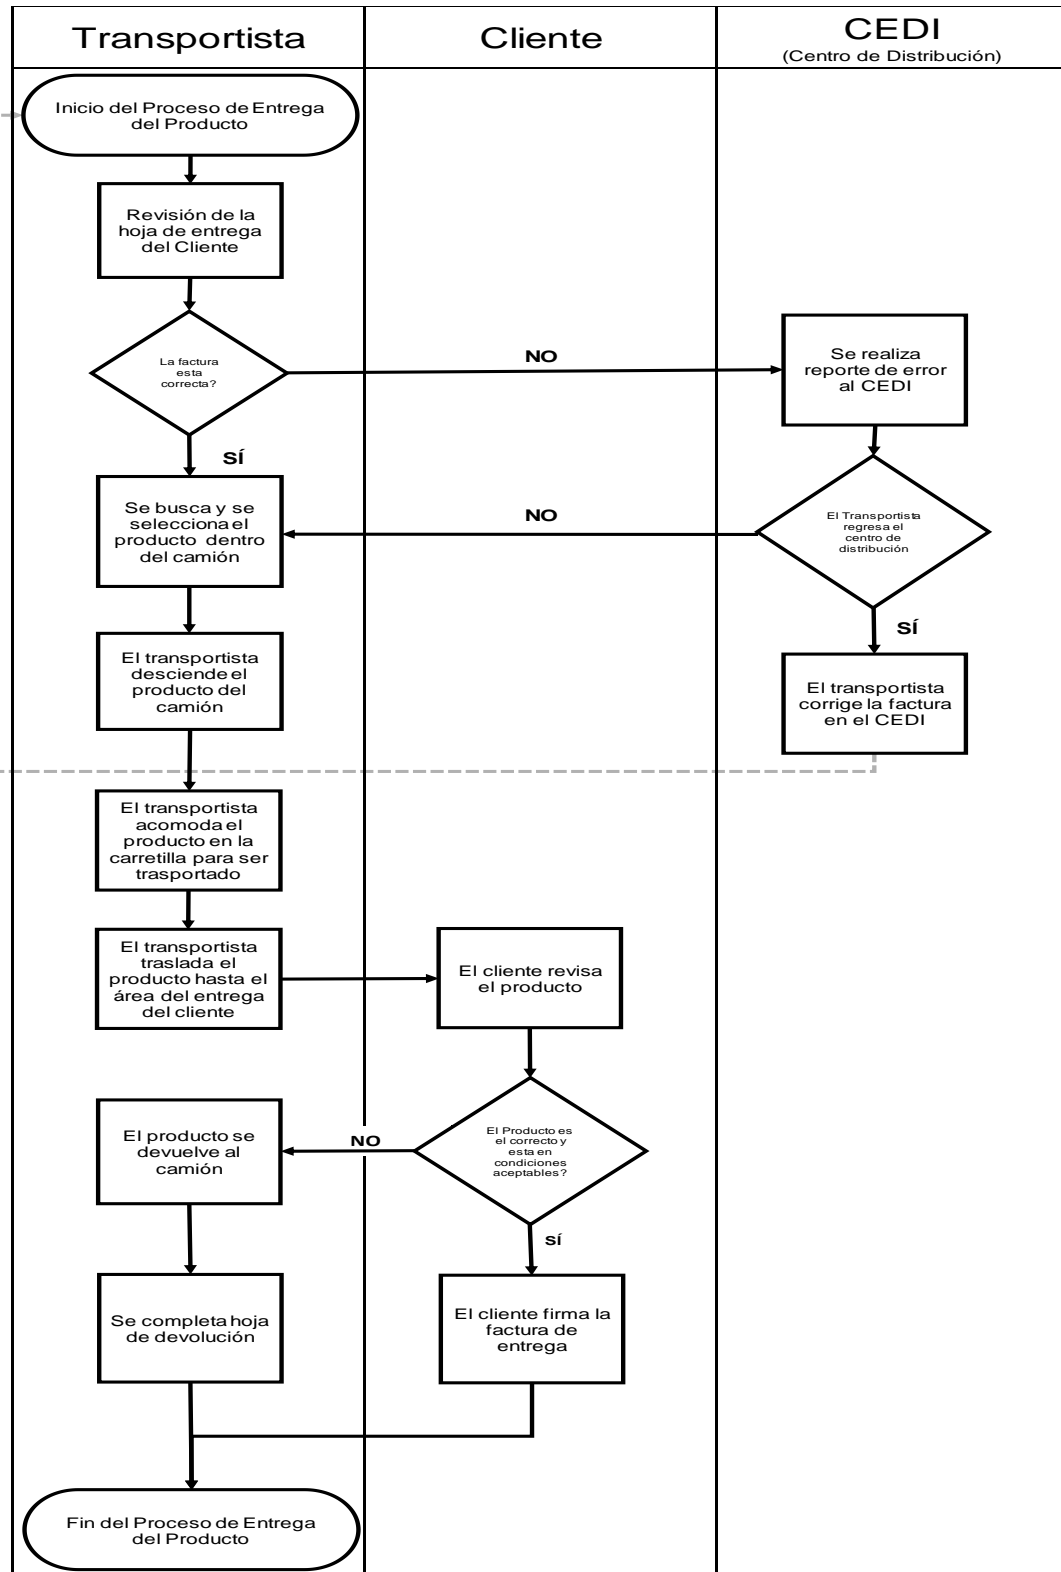 Transportista
Cliente
CEDI
(Centro de Distribución)
Inicio del Proceso de Entrega
del Producto
Revisión de la
hoja de entrega
del Cliente
La factura
esta
correcta?
NO
Se realiza
reporte de error
al CEDI
SÍ
Se busca y se
selecciona el
producto dentro
del camión
NO
El Transportista
regresa el
centro de
distribución
SÍ
El transportista
desciende el
producto del
camión
El transportista
corrige la factura
en el CEDI
El transportista
acomoda el
producto en la
carretilla para ser
trasportado
El transportista
traslada el
producto hasta el
área del entrega
del cliente
El cliente revisa
el producto
El Producto es
el correcto y
esta en
condiciones
aceptables?
NO
El producto se
devuelve al
camión
SÍ
Se completa hoja
de devolución
El cliente firma la
factura de
entrega
Fin del Proceso de Entrega
del Producto